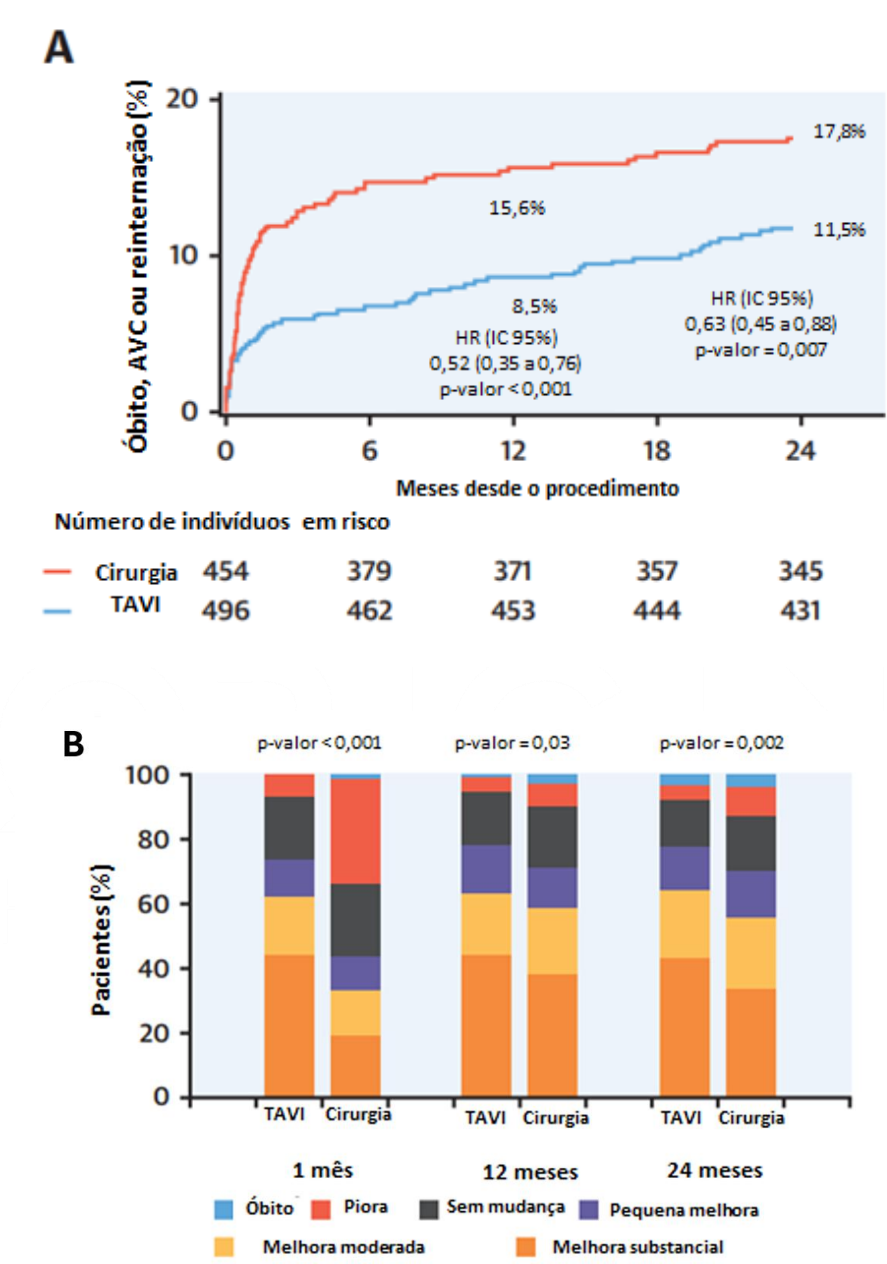 A
Óbito, AVC ou reinternação (%)
20
10
0
17,8%
15,6%
11,5%
8,5%
HR (IC 95%)
0,52 (0,35 a 0,76)
p-valor < 0,001
HR (IC 95%)
0,63 (0,45 a 0,88)
p-valor = 0,007
0 6 12 18 24
Meses desde o procedimento
Número de indivíduos em risco
Cirurgia 454 379 371 357 345
TAVI 496 462 453 444 431
B
p-valor < 0,001 p-valor = 0,03 p-valor = 0,002
Pacientes (%)
100
80
60
40
20
0
TAVI Cirurgia TAVI Cirurgia TAVI Cirurgia
1 mês 12 meses 24 meses
Óbito Piora Sem mudança Pequena melhora
Melhora moderada Melhora substancial